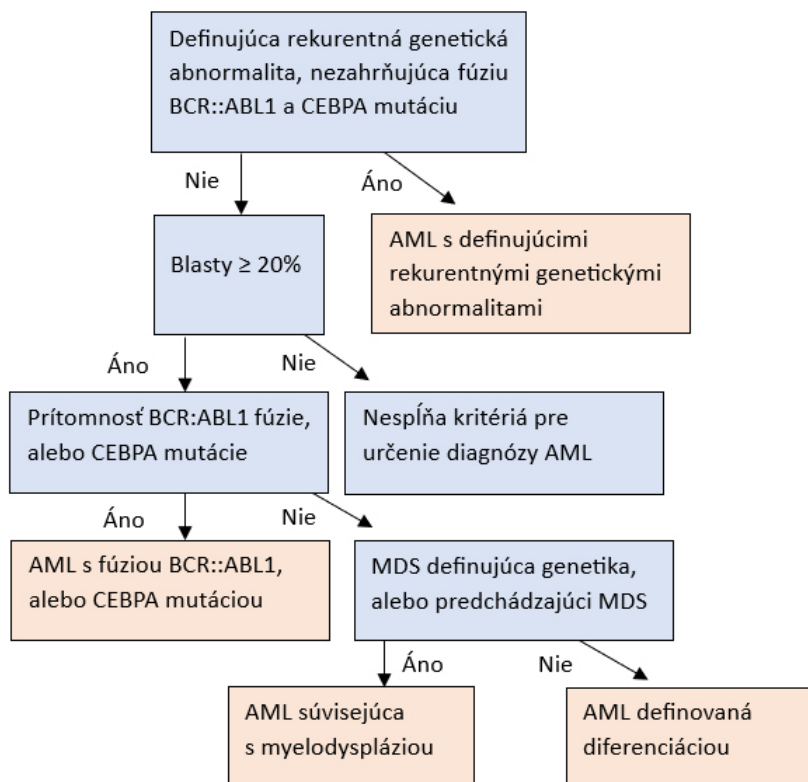 Definujúca rekurentná genetická
abnormalita, nezahrňujúca fúziu
BCR::ABL1 a CEBPA mutáciu
Nie
Áno
Blasty ≥ 20%
AML s definujúcimi
rekurentnými genetickými
abnormalitami
Áno
Nie
Prítomnosť BCR:ABL1 fúzie,
alebo CEBPA mutácie
Nespĺňa kritériá pre
určenie diagnózy AML
Áno
Nie
AML s fúziou BCR::ABL1,
alebo CEBPA mutáciou
MDS definujúca genetika,
alebo predchádzajúci MDS
Áno
Nie
AML súvisejúca
s myelodyspláziou
AML definovaná
diferenciáciou